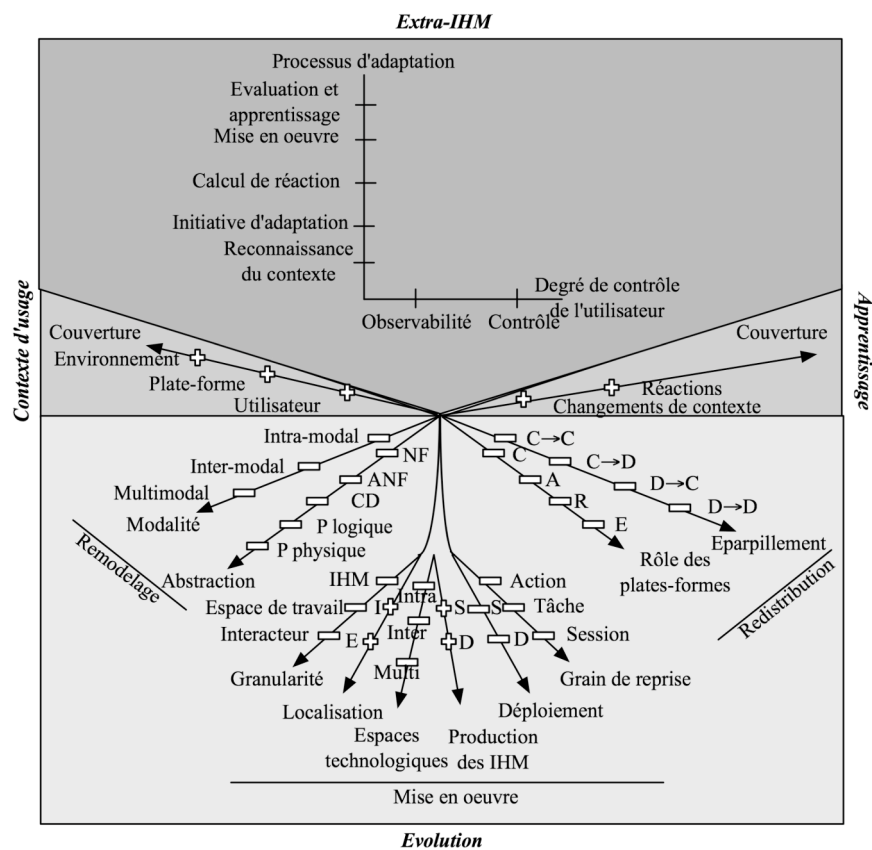 Extra-IHM
Processus d'adaptation
Evaluation et
apprentissage
Mise en oeuvre
Calcul de réaction
Initiative d'adaptation
Reconnaissance
du contexte
Degré de contrôle
de l'utilisateur
Observabilité
Contrôle
Contexte d'usage
Couverture
Environnement
Plate-forme
Utilisateur
Apprentissage
Couverture
Réactions
Changements de contexte
Intra-modal
Inter-modal
Multimodal
Modalité
NF
ANF
CD
P logique
P physique
Abstraction
Remodelage
C→C
C→D
D→C
D→D
Eparpillement
C
A
R
E
Rôle des
plates-formes
Redistribution
IHM
Espace de travail
Interacteur
Granularité
I
E
Localisation
Intra
Inter
Multi
Espaces
technologiques
S
D
Production
des IHM
S
D
Déploiement
Action
Tâche
Session
Grain de reprise
Mise en oeuvre
Evolution